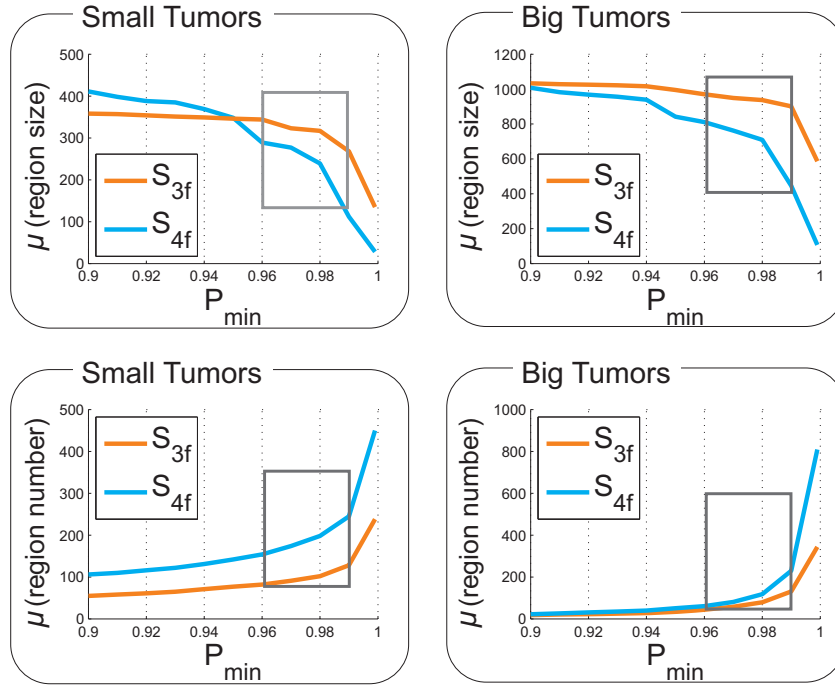 Small Tumors
μ (region size)
500
400
300
200
100
0
S3f
S4f
0.9 0.92 0.94 0.96 0.98 1
Pmin
Big Tumors
μ (region size)
1200
1000
800
600
400
200
0
S3f
S4f
0.9 0.92 0.94 0.96 0.98 1
Pmin
Small Tumors
μ (region number)
500
400
300
200
100
0
S3f
S4f
0.9 0.92 0.94 0.96 0.98 1
Pmin
Big Tumors
μ (region number)
1000
800
600
400
200
0
S3f
S4f
0.9 0.92 0.94 0.96 0.98 1
Pmin